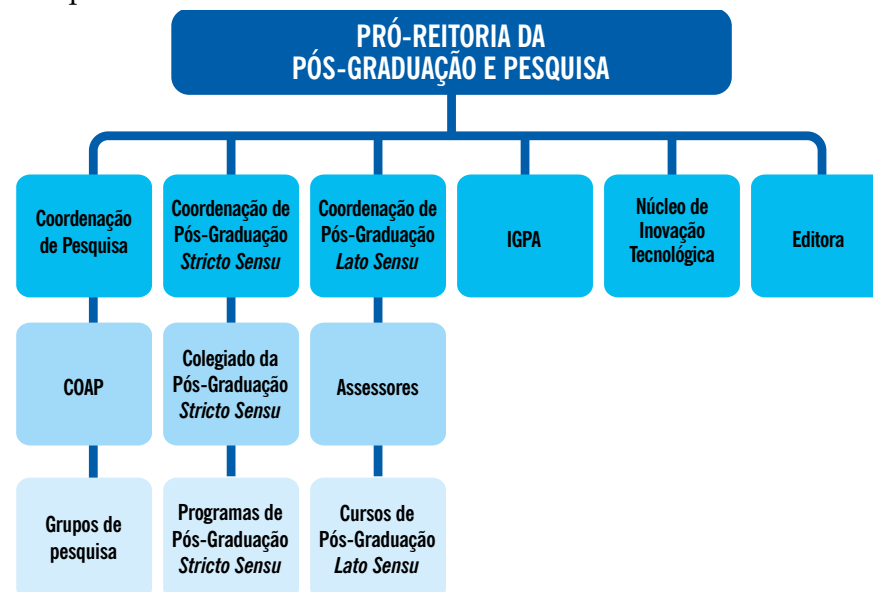 PRÓ-REITORIA DA
PÓS-GRADUAÇÃO E PESQUISA
Coordenação
de Pesquisa
Coordenação de
Pós-Graduação
Stricto Sensu
Coordenação de
Pós-Graduação
Lato Sensu
IGPA
Núcleo de
Inovação
Tecnológica
Editora
COAP
Colegiado da
Pós-Graduação
Stricto Sensu
Assessores
Grupos de
pesquisa
Programas de
Pós-Graduação
Stricto Sensu
Cursos de
Pós-Graduação
Lato Sensu